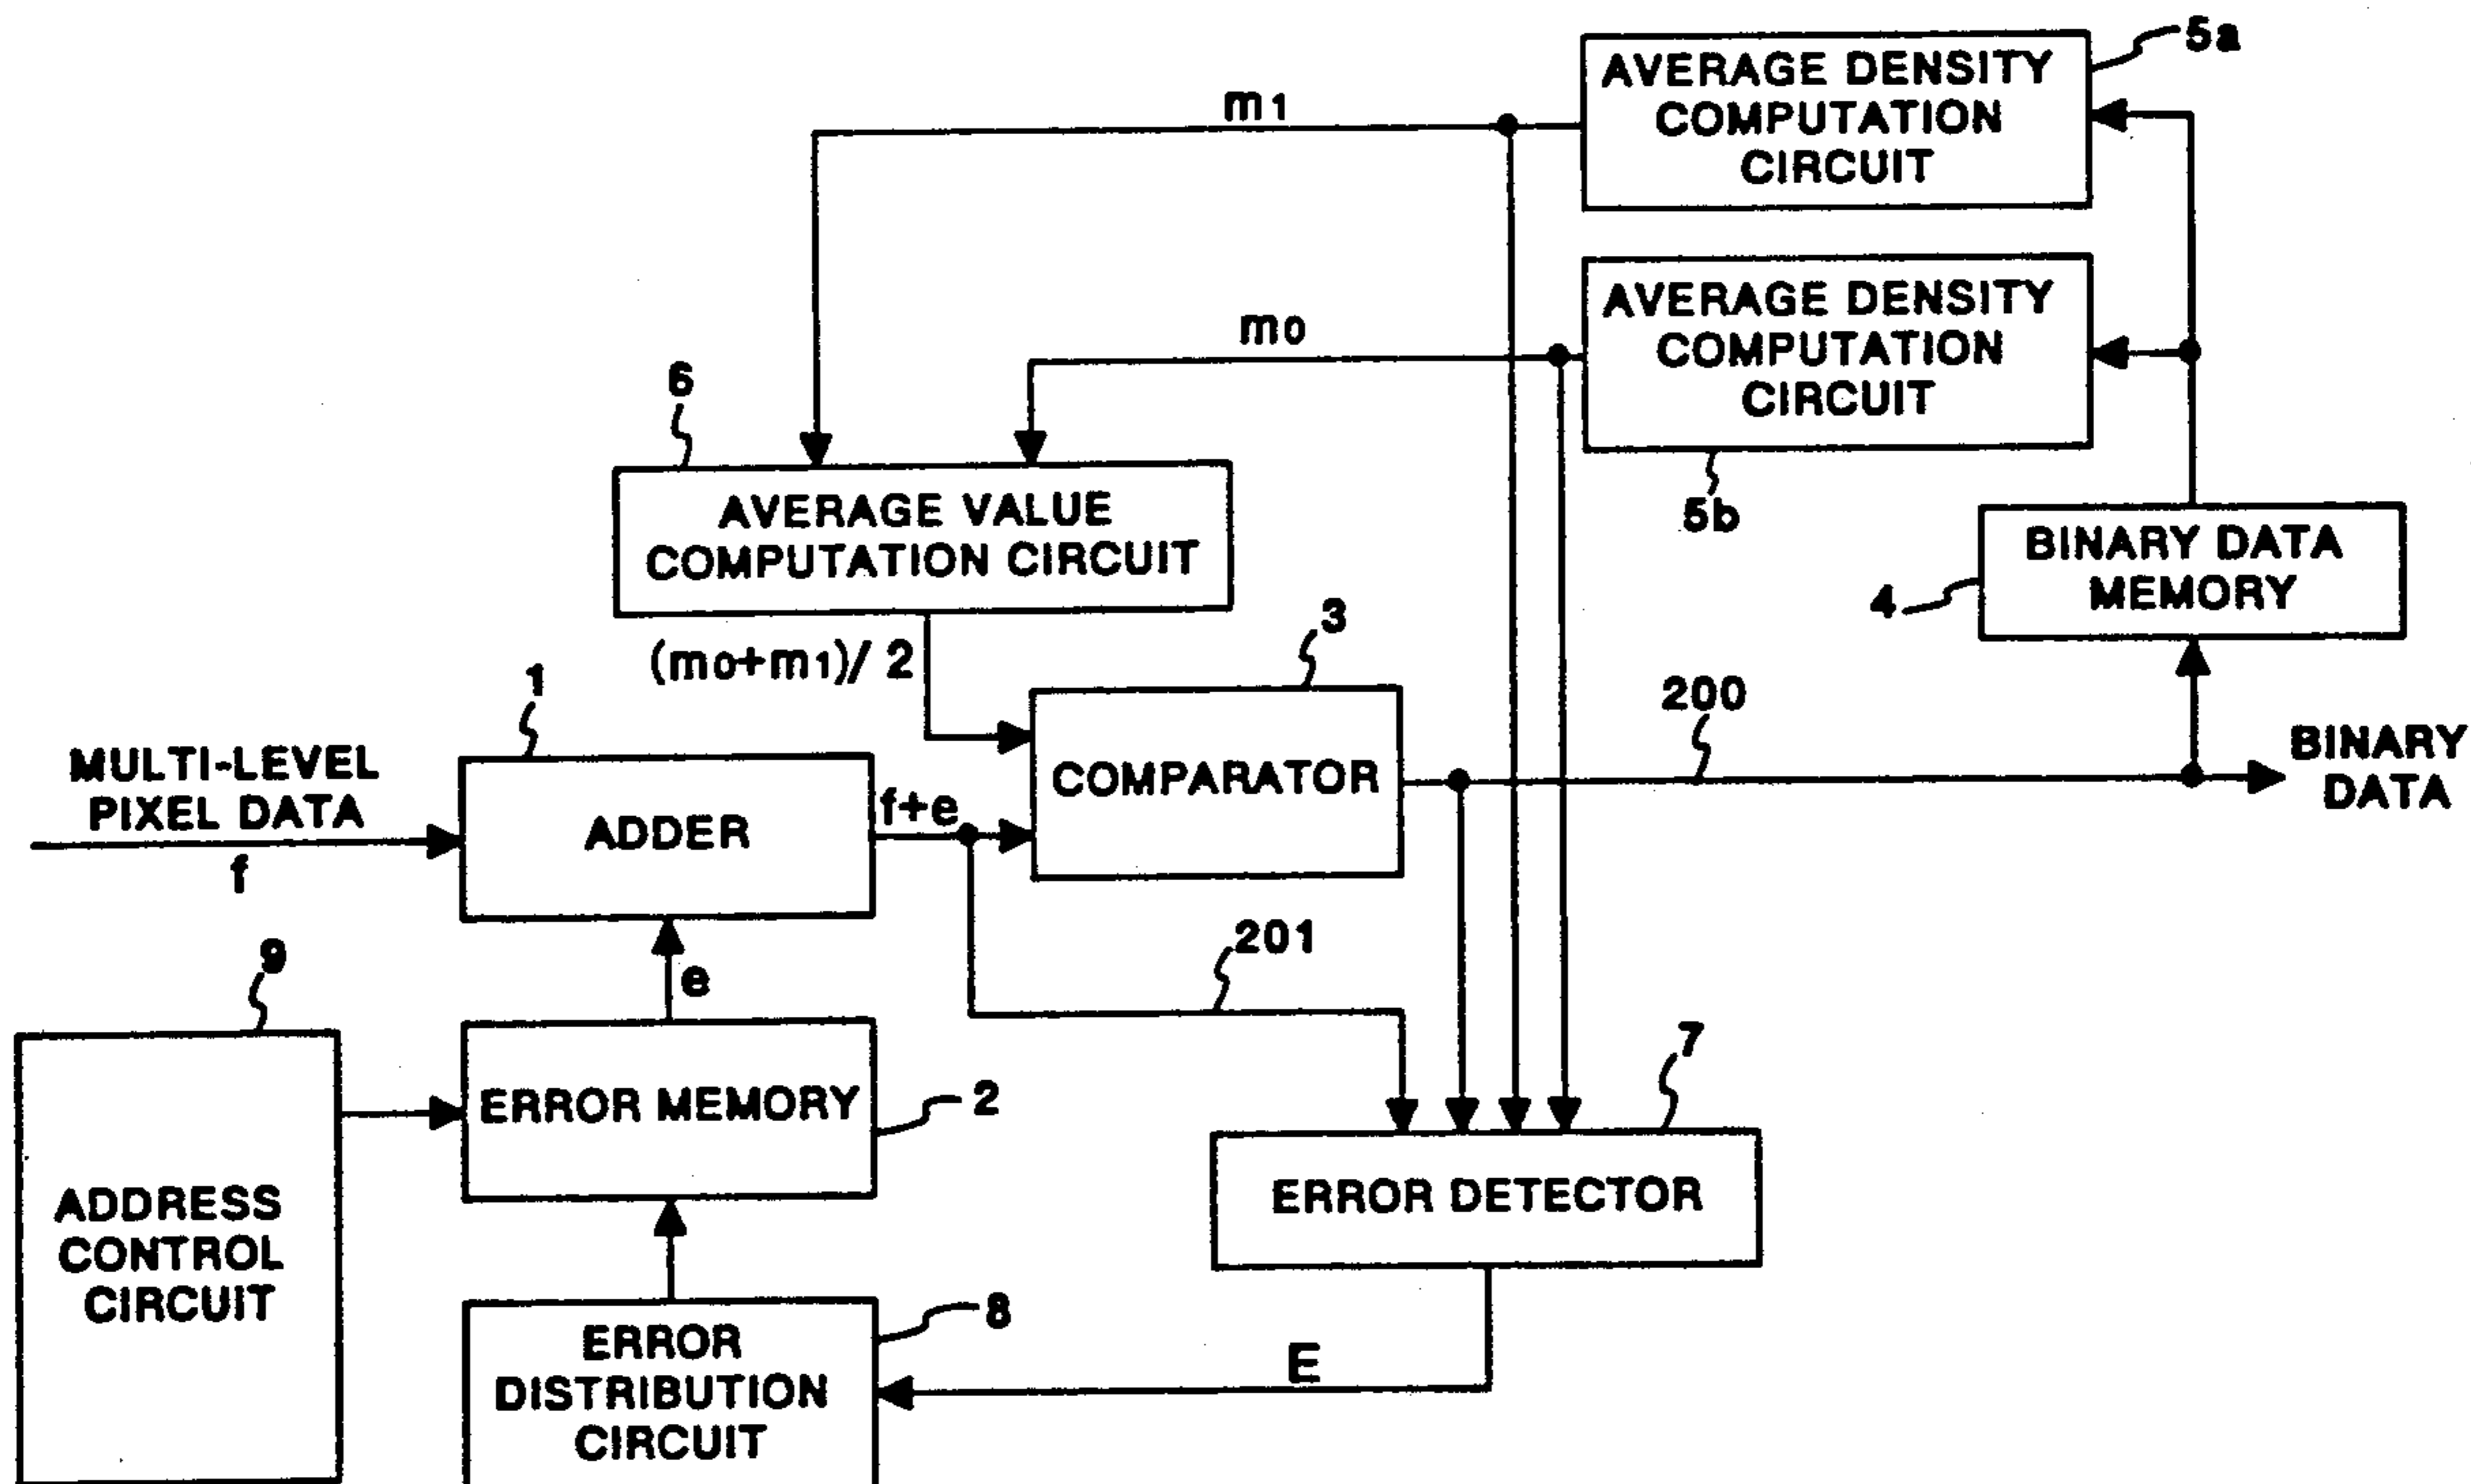 5a
AVERAGE DENSITY
COMPUTATION
CIRCUIT
m1
AVERAGE DENSITY
COMPUTATION
CIRCUIT
m0
6
5b
AVERAGE VALUE
COMPUTATION CIRCUIT
BINARY DATA
MEMORY
4
3
(m0+m1)/ 2
1
200
MULTI-LEVEL
PIXEL DATA
f
BINARY
DATA
COMPARATOR
ADDER
f+e
201
9
e
7
ERROR MEMORY
2
ERROR DETECTOR
ADDRESS
CONTROL
CIRCUIT
8
ERROR
DISTRIBUTION
CIRCUIT
E